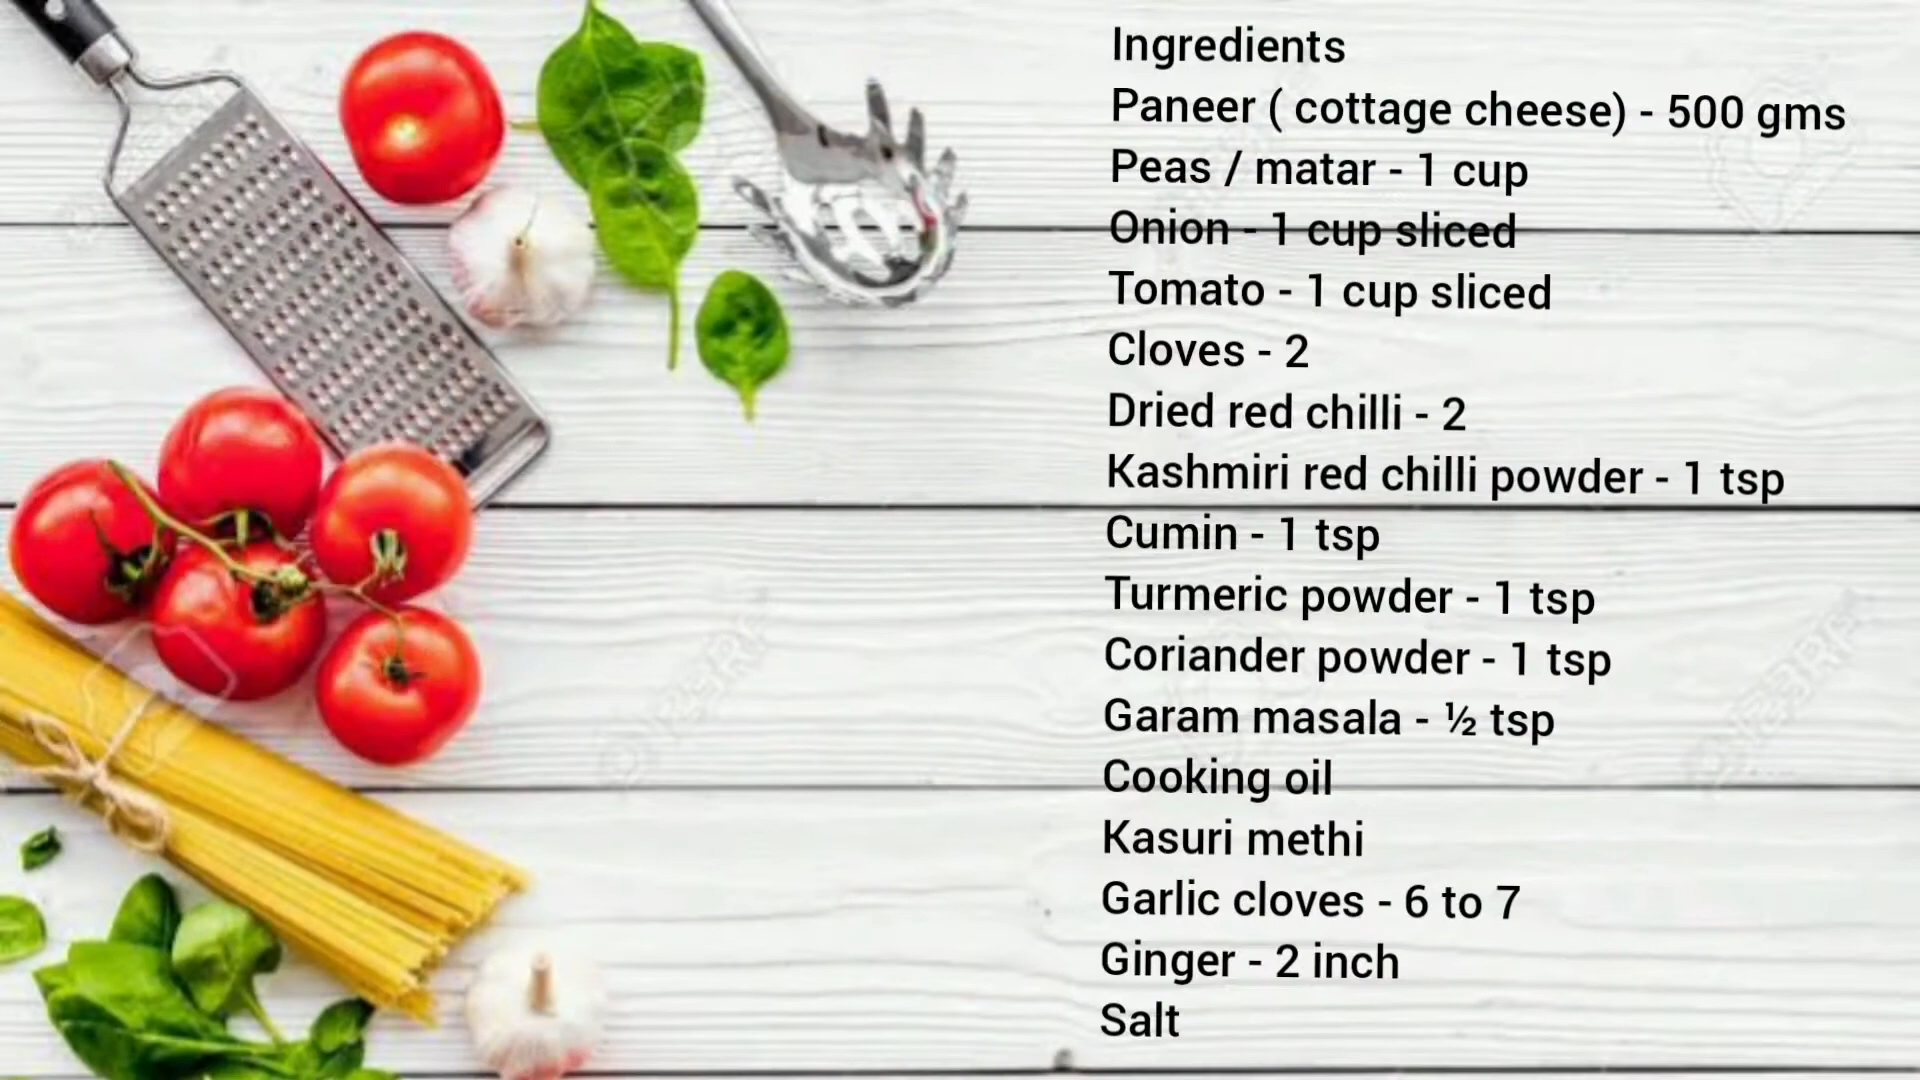 Ingredients
Paneer ( cottage cheese) - 500 gms
Peas / matar - 1 cup
Onion - 1 cup sliced
Tomato - 1 cup sliced
Cloves - 2
Dried red chilli - 2
Kashmiri red chilli powder - 1 tsp
Cumin - 1 tsp
Turmeric powder - 1 tsp
Coriander powder - 1 tsp
Garam masala - ½ tsp
Cooking oil
Kasuri methi
Garlic cloves - 6 to 7
Ginger - 2 inch
Salt